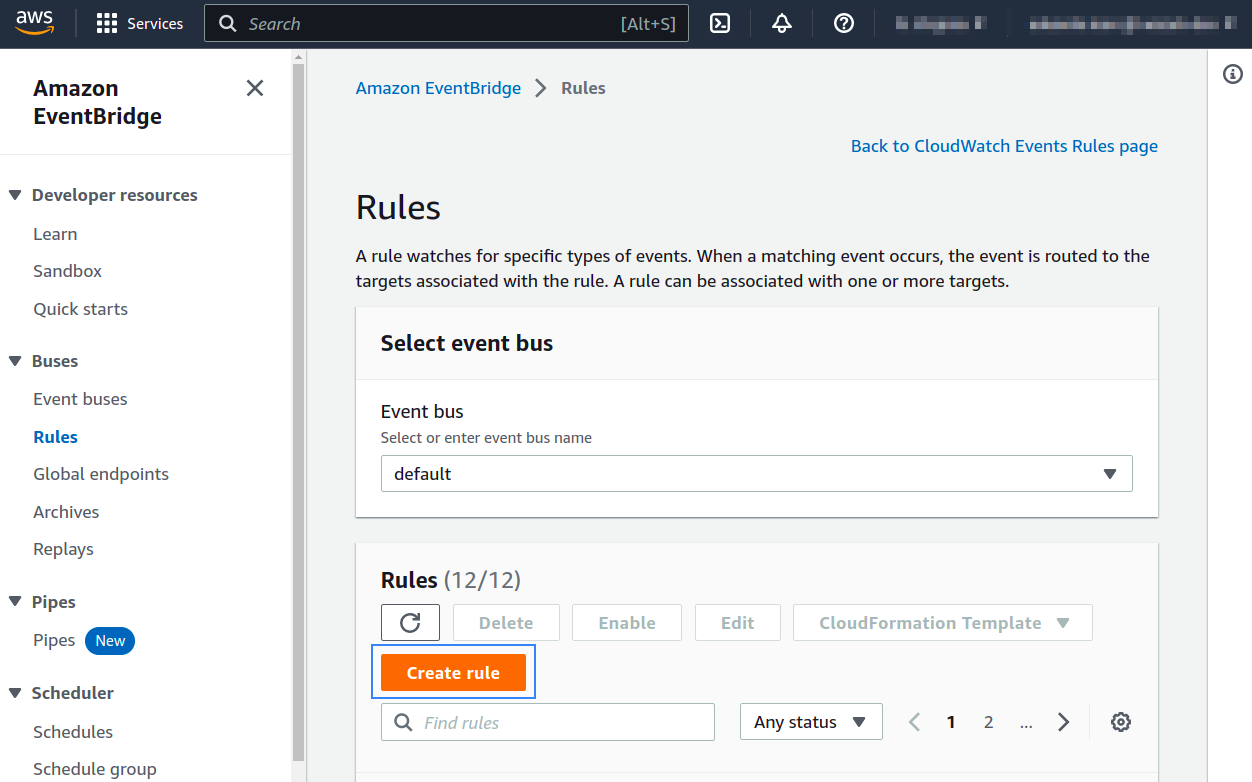 aws
Services
Search
[Alt+S]
Amazon
EventBridge
Developer resources
Learn
Sandbox
Quick starts
Buses
Event buses
Rules
Global endpoints
Archives
Replays
Pipes
Pipes New
Scheduler
Schedules
Schedule group
Amazon EventBridge > Rules
Back to CloudWatch Events Rules page
Rules
A rule watches for specific types of events. When a matching event occurs, the event is routed to the
targets associated with the rule. A rule can be associated with one or more targets.
Select event bus
Event bus
Select or enter event bus name
default
Rules (12/12)
Delete
Enable
Edit
CloudFormation Template
Create rule
Find rules
Any status
1 2 ...